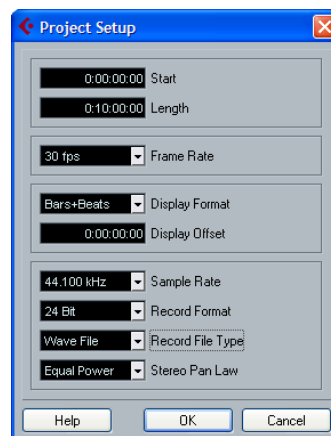 Project Setup
0:00:00:00 Start
0:10:00:00 Length
30 fps Frame Rate
Bars+Beats Display Format
0:00:00:00 Display Offset
44.100 kHz Sample Rate
24 Bit Record Format
Wave File Record File Type
Equal Power Stereo Pan Law
Help OK Cancel